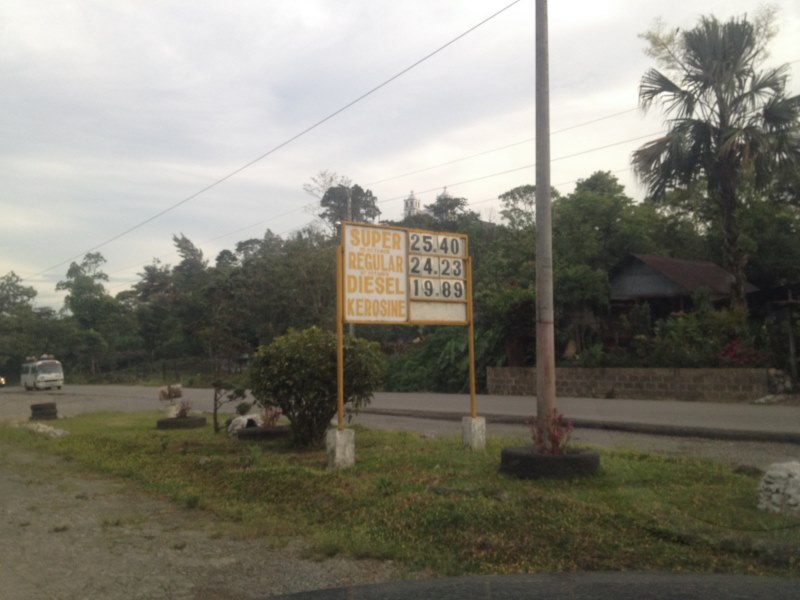 SUPER 25.40
REGULAR 24.23
DIESEL 19.89
KEROSINE